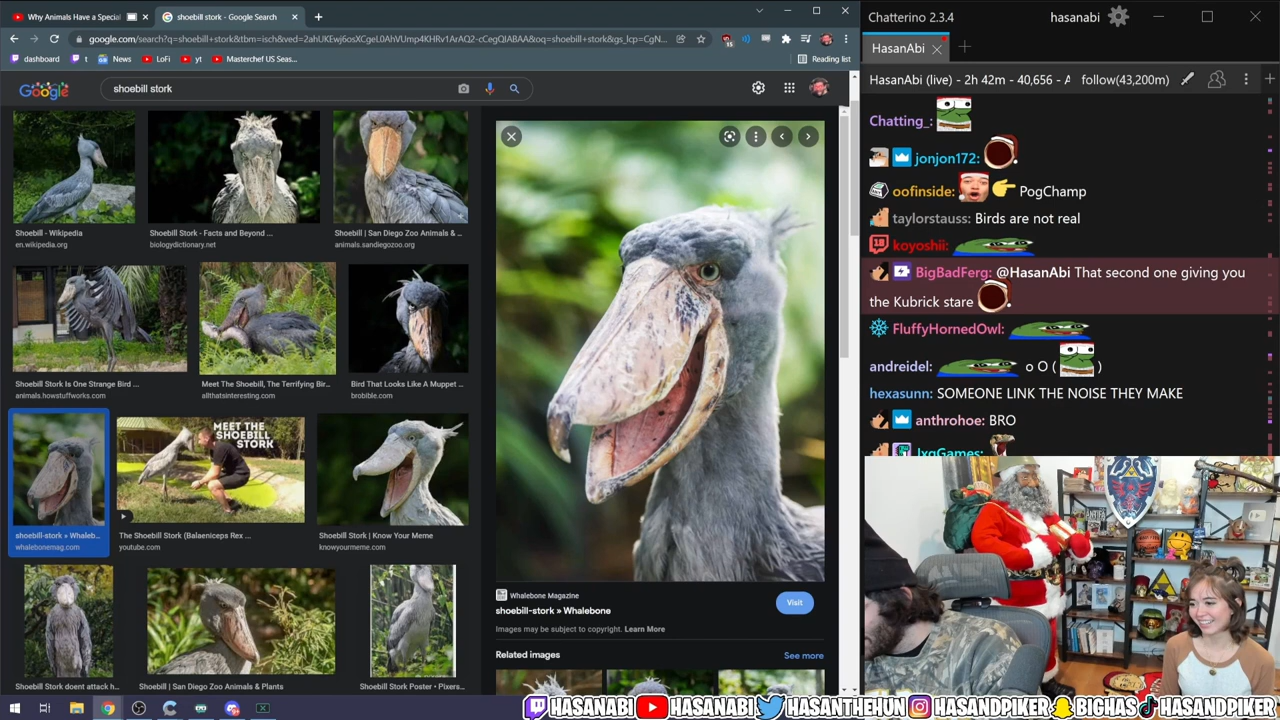 Why Animals Have a Special
shoebill stork - Google Search
google.com/search?q=shoebill+stork&tbm=isch&ved=2ahUKEwj6osXCgeL0AhVUmp4KHRv1ArAQ2-cCegQIABAA&oq=shoebill+stork&gs_lcp=CgN...
15
dashboard
t
News
LoFi
yt
Masterchef US Seas...
Reading list
Google
shoebill stork
Shoebill - Wikipedia
en.wikipedia.org
Shoebill Stork - Facts and Beyond ...
biologydictionary.net
Shoebill | San Diego Zoo Animals & ...
animals.sandiegozoo.org
Shoebill Stork Is One Strange Bird ...
animals.howstuffworks.com
Meet The Shoebill, The Terrifying Bir...
allthatsinteresting.com
Bird That Looks Like A Muppet ...
brobible.com
MEET THE
SHOEBILL
STORK
shoebill-stork » Whaleb...
whalebonemag.com
The Shoebill Stork (Balaeniceps Rex ...
youtube.com
Shoebill Stork | Know Your Meme
knowyourmeme.com
Shoebill Stork doent attack h...
Shoebill | San Diego Zoo Animals & Plants
Shoebill Stork Poster • Pixers...
Whalebone Magazine
shoebill-stork » Whalebone
Visit
Images may be subject to copyright. Learn More
Related images
See more
Chatterino 2.3.4
hasanabi
HasanAbi
HasanAbi (live) - 2h 42m - 40,656 - A
follow(43,200m)
Chatting_:
jonjon172:
oofinside: PogChamp
taylorstauss: Birds are not real
koyoshii:
BigBadFerg: @HasanAbi That second one giving you
the Kubrick stare
FluffyHornedOwl:
andreidel: o O ( )
hexasunn: SOMEONE LINK THE NOISE THEY MAKE
anthrohoe: BRO
lxgGames:
HASANABI
HASANABI
HASANTHEHUN
HASANDPIKER
BIGHAS
HASANDPIKER